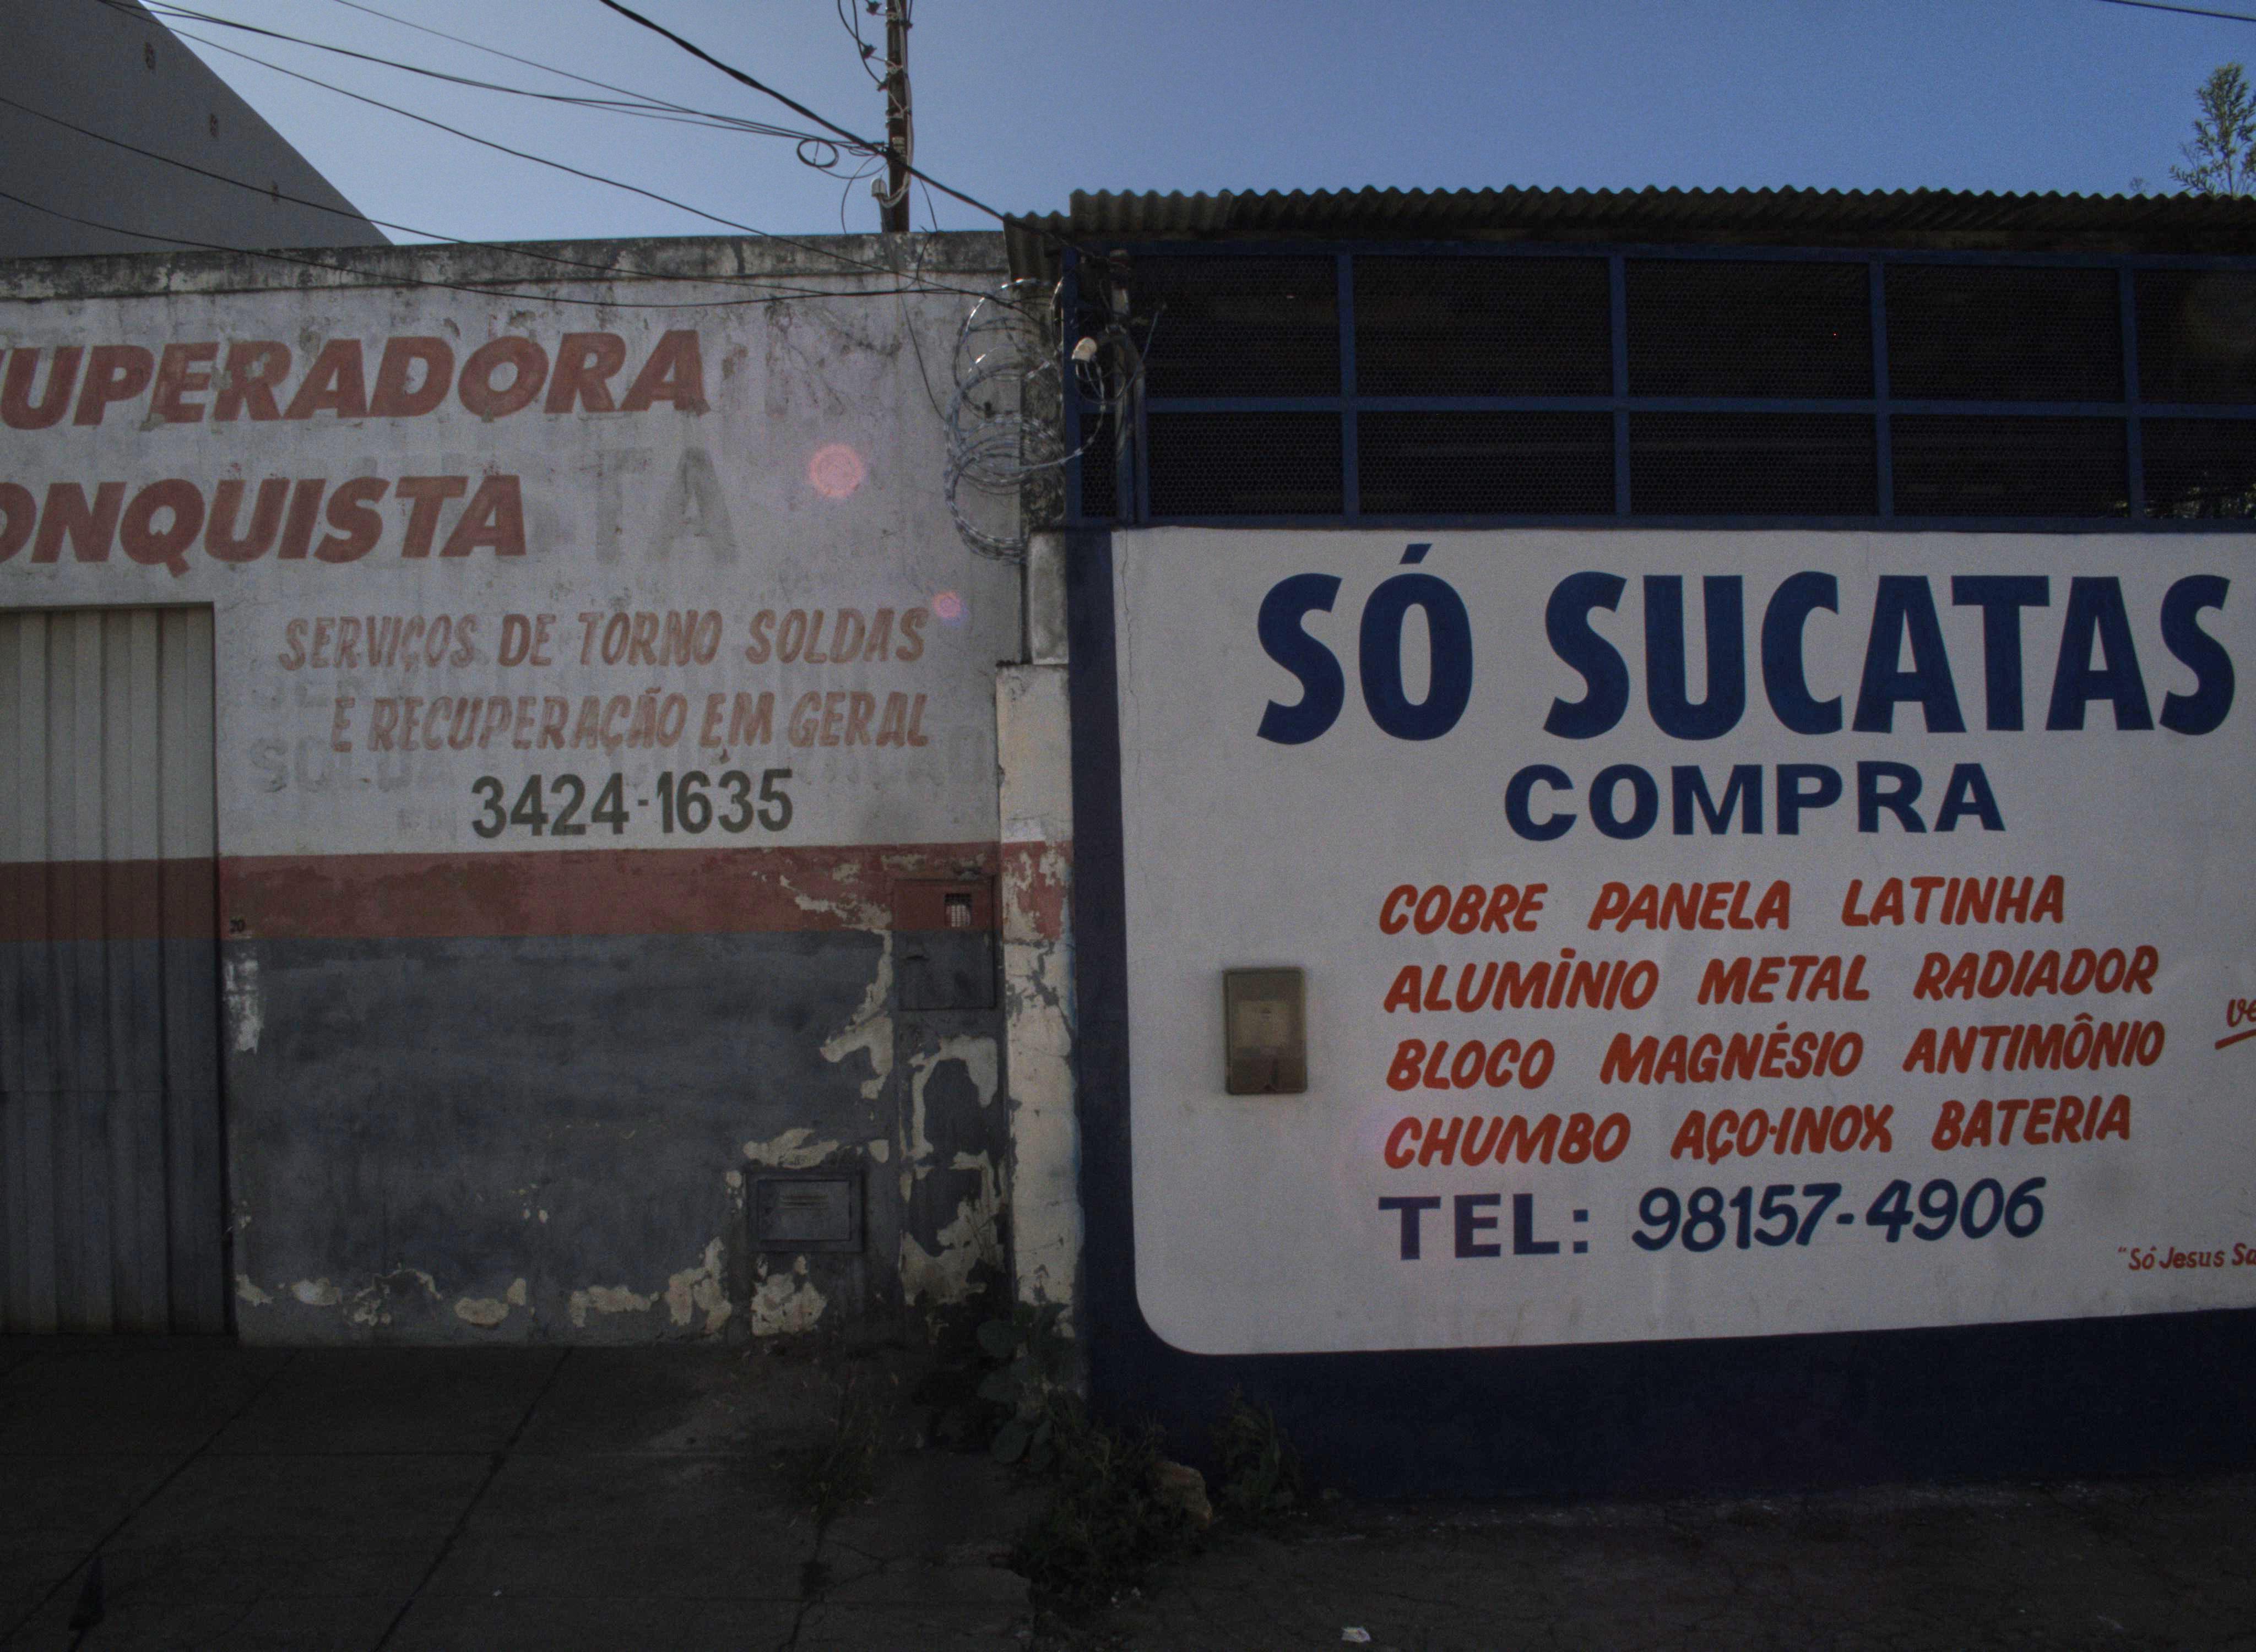 UPERADORA
ONQUISTA
SERVIÇOS DE TORNO SOLDAS
E RECUPERAÇÃO EM GERAL
3424-1635
SÓ SUCATAS
COMPRA
COBRE PANELA LATINHA
ALUMÍNIO METAL RADIADOR
BLOCO MAGNÉSIO ANTIMÔNIO
CHUMBO AÇO-INOX BATERIA
TEL: 98157-4906
"Só Jesus